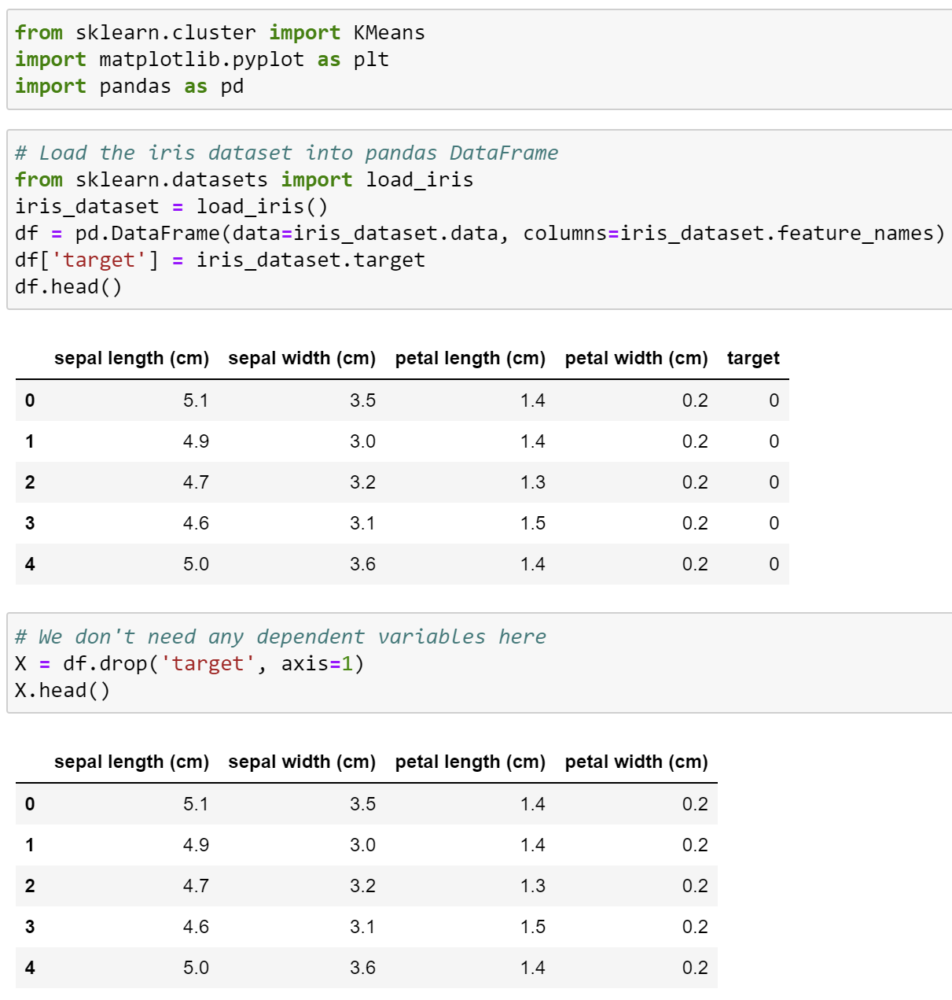 from sklearn.cluster import KMeans
import matplotlib.pyplot as plt
import pandas as pd
# Load the iris dataset into pandas DataFrame
from sklearn.datasets import load_iris
iris_dataset = load_iris()
df = pd.DataFrame(data=iris_dataset.data, columns=iris_dataset.feature_names)
df['target'] = iris_dataset.target
df.head()
sepal length (cm) sepal width (cm) petal length (cm) petal width (cm) target
0 5.1 3.5 1.4 0.2 0
1 4.9 3.0 1.4 0.2 0
2 4.7 3.2 1.3 0.2 0
3 4.6 3.1 1.5 0.2 0
4 5.0 3.6 1.4 0.2 0
# We don't need any dependent variables here
X = df.drop('target', axis=1)
X.head()
sepal length (cm) sepal width (cm) petal length (cm) petal width (cm)
0 5.1 3.5 1.4 0.2
1 4.9 3.0 1.4 0.2
2 4.7 3.2 1.3 0.2
3 4.6 3.1 1.5 0.2
4 5.0 3.6 1.4 0.2